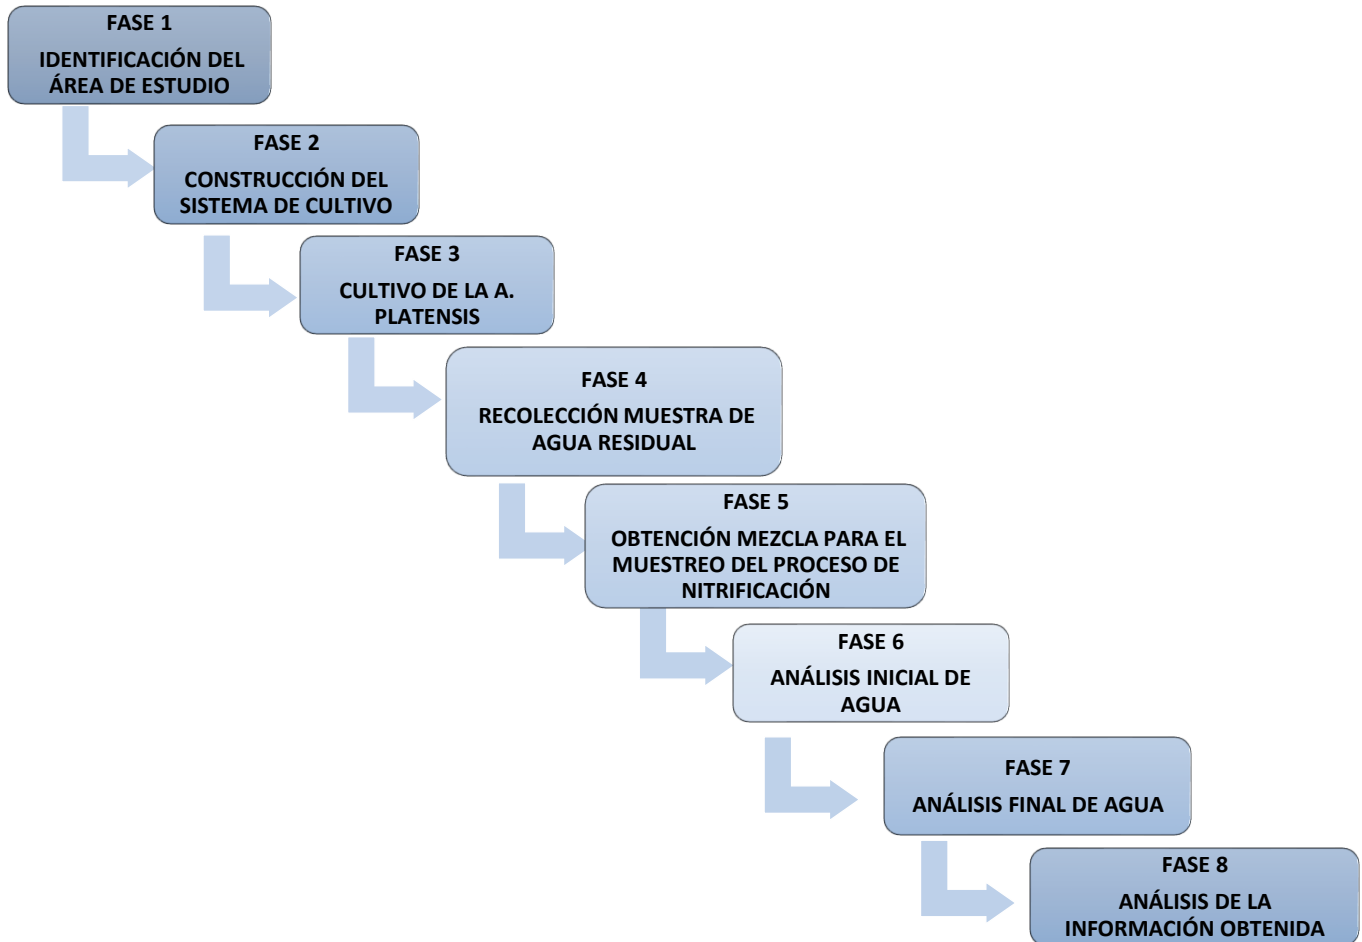 FASE 1
IDENTIFICACIÓN DEL
ÁREA DE ESTUDIO
FASE 2
CONSTRUCCIÓN DEL
SISTEMA DE CULTIVO
FASE 3
CULTIVO DE LA A.
PLATENSIS
FASE 4
RECOLECCIÓN MUESTRA DE
AGUA RESIDUAL
FASE 5
OBTENCIÓN MEZCLA PARA EL
MUESTREO DEL PROCESO DE
NITRIFICACIÓN
FASE 6
ANÁLISIS INICIAL DE
AGUA
FASE 7
ANÁLISIS FINAL DE AGUA
FASE 8
ANÁLISIS DE LA
INFORMACIÓN OBTENIDA